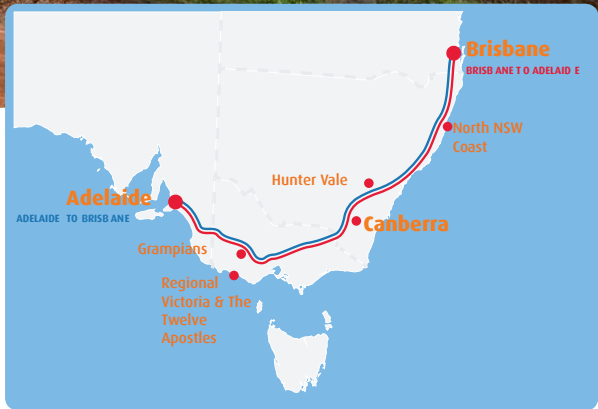 Brisbane
BRISB ANE T O ADELAID E
North NSW
Coast
Hunter Vale
Adelaide
ADELAIDE TO BRISB ANE
Canberra
Grampians
Regional
Victoria & The
Twelve
Apostles